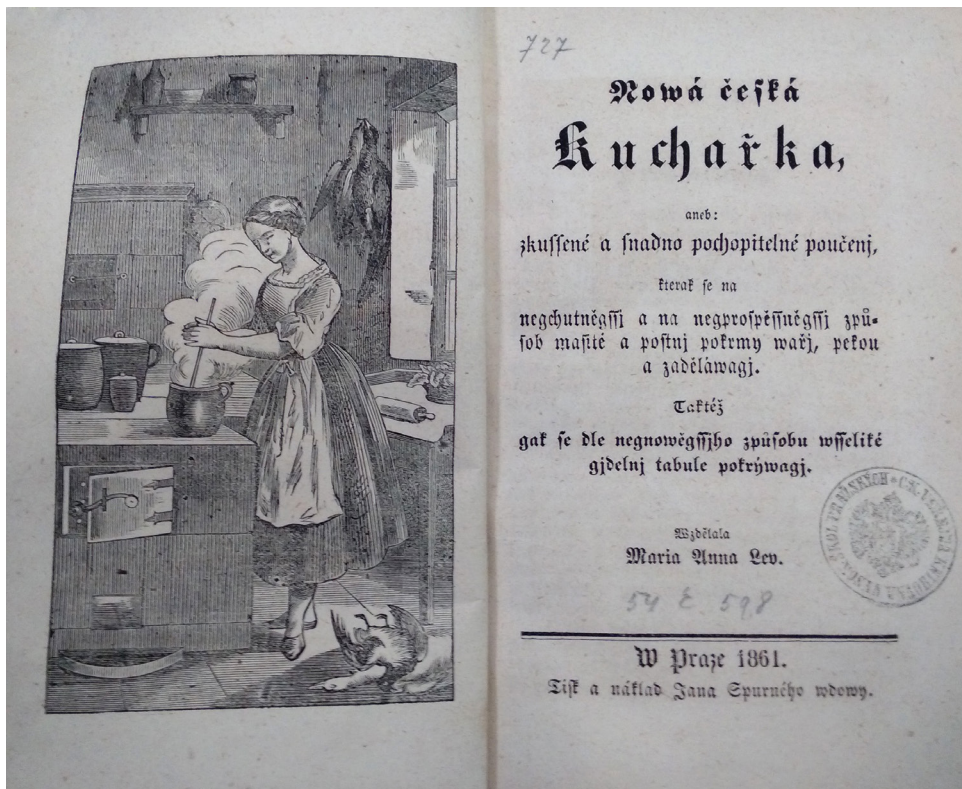 727
Nowá čeſká
Kuchařka,
aneb:
zkuſſené a ſnadno pochopitelné poučenj,
kterak ſe na
negchutněgſſj a na negproſpěſſněgſſj způ-
ſob maſité a poſtnj pokrmy wařj, pekou
a zaděláwagj.
Taktéž
gak ſe dle negnowěgſſjho způſobu wſſeliké
gjdelnj tabule pokrýwagj.
Wzdělala
Maria Anna Lev.
54 E. 598
W Praze 1861.
Tiſk a náklad Jana Spurného wdowy.